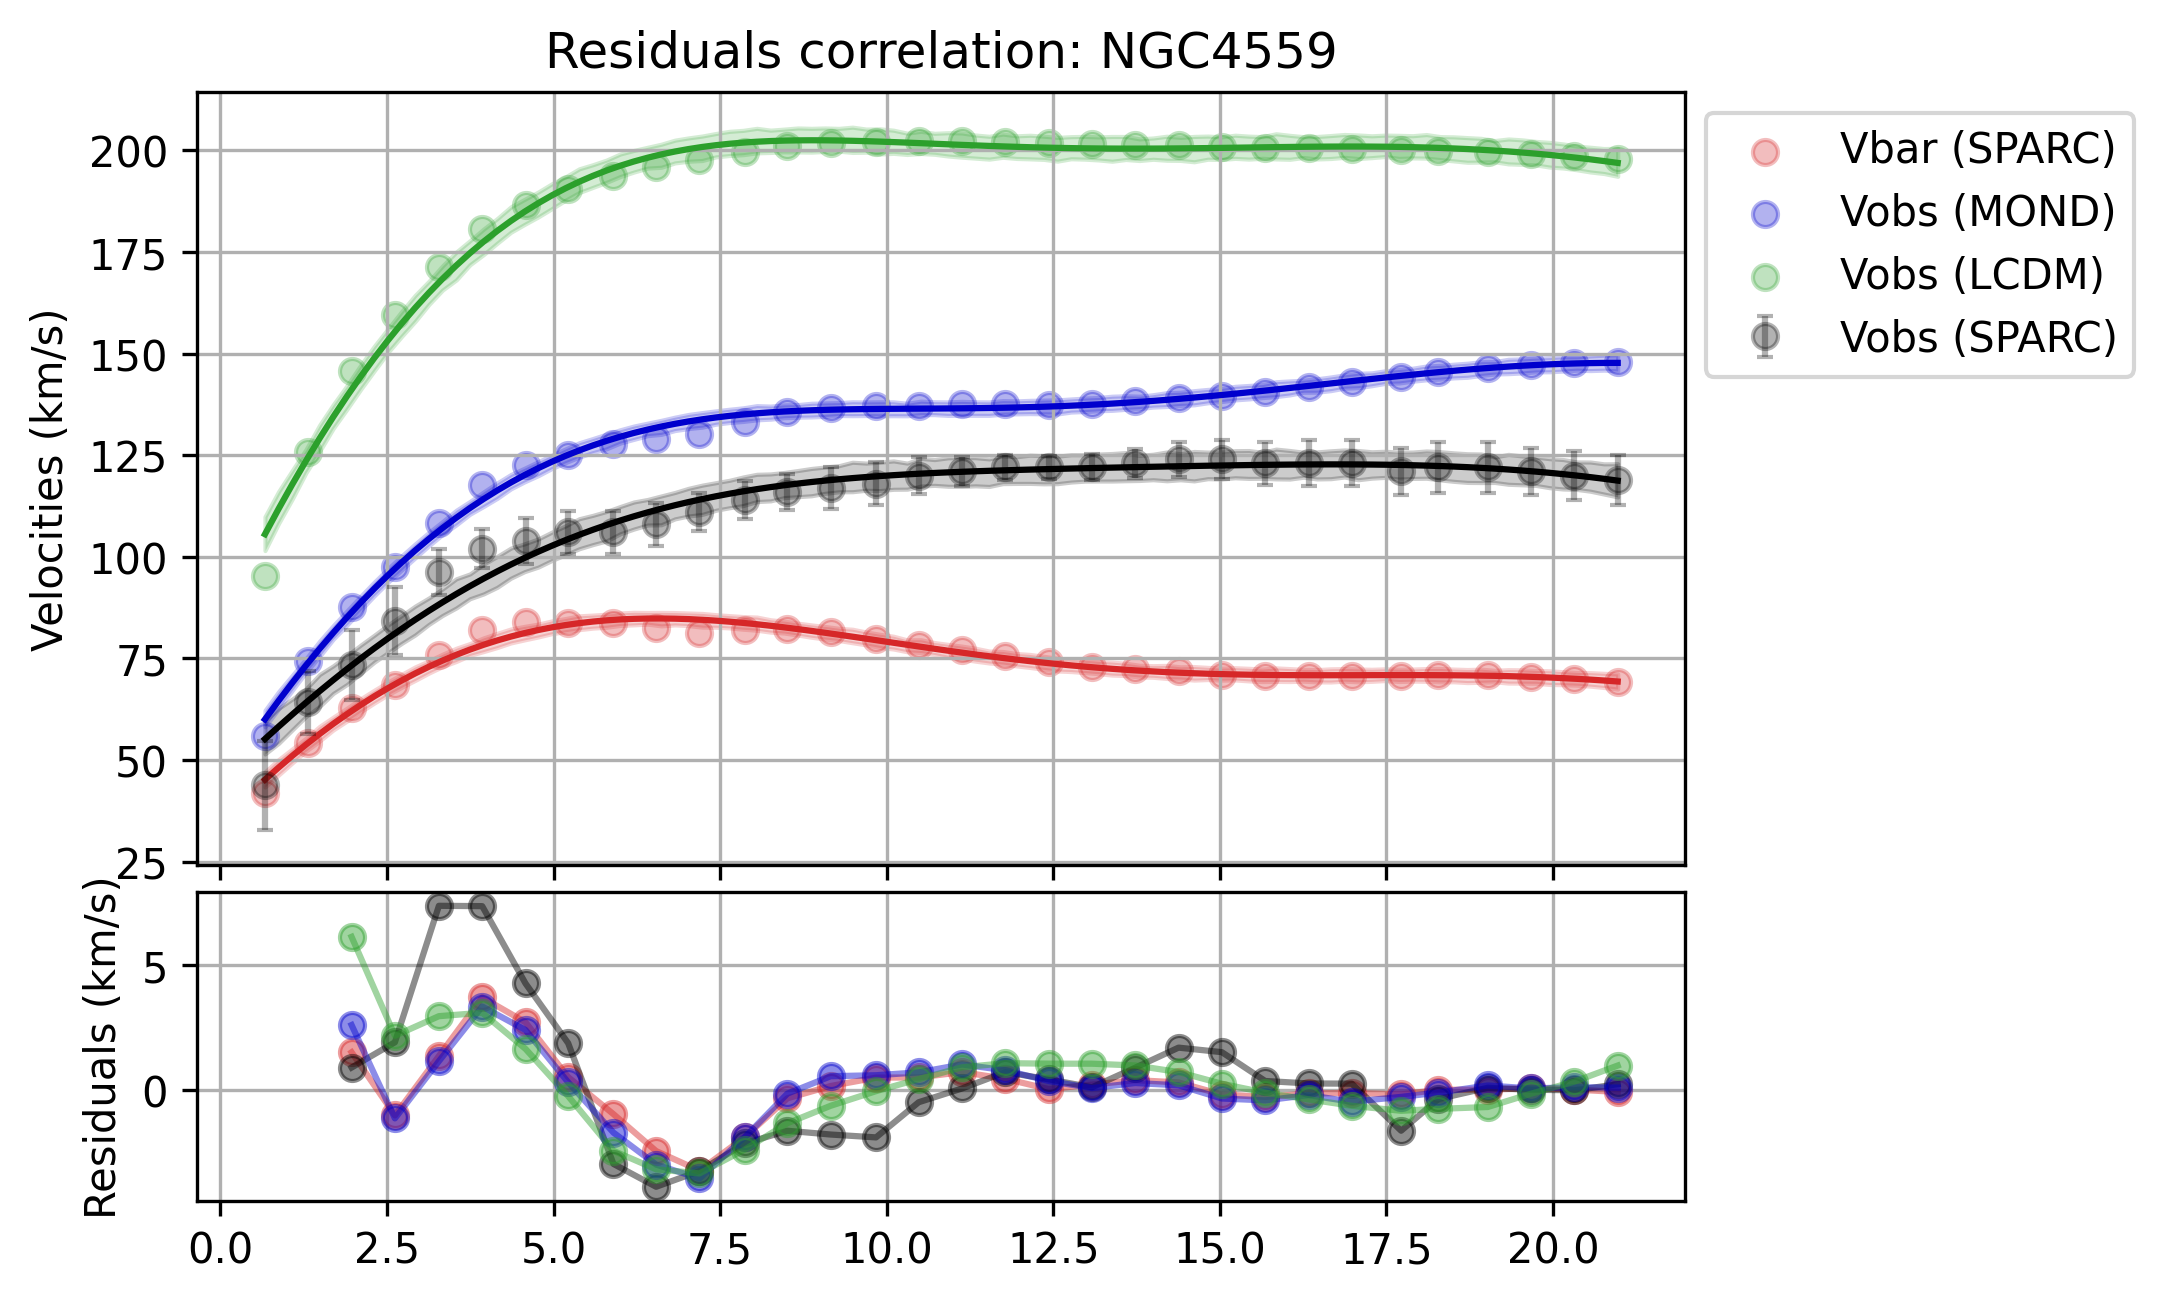 Residuals correlation: NGC4559
Velocities (km/s)
200
175
150
125
100
75
50
25
Vbar (SPARC)
Vobs (MOND)
Vobs (LCDM)
Vobs (SPARC)
Residuals (km/s)
5
0
0.0 2.5 5.0 7.5 10.0 12.5 15.0 17.5 20.0